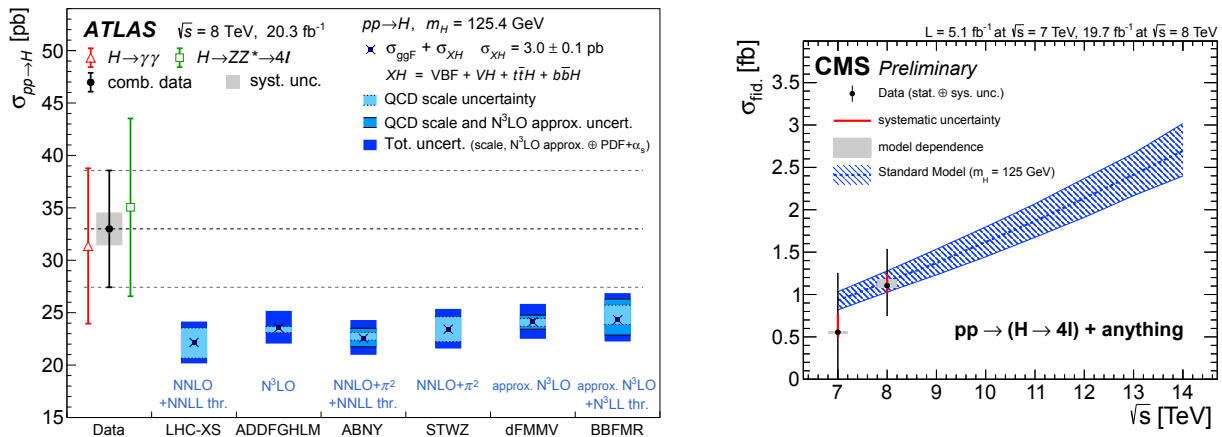 ATLAS √s = 8 TeV, 20.3 fb⁻¹
H→γγ H→ZZ*→4l
comb. data syst. unc.
pp→H, m_H = 125.4 GeV
σ_ggF + σ_XH σ_XH = 3.0 ± 0.1 pb
XH = VBF + VH + tt̄H + bb̄H
QCD scale uncertainty
QCD scale and N³LO approx. uncert.
Tot. uncert. (scale, N³LO approx. ⊕ PDF+α_s)
σ_pp→H [pb]
50
45
40
35
30
25
20
15
NNLO +NNLL thr.
N³LO
NNLO+π² +NNLL thr.
NNLO+π²
approx. N³LO
approx. N³LO +N³LL thr.
Data LHC-XS ADDFGHLM ABNY STWZ dFMMV BBFMR
L = 5.1 fb⁻¹ at √s = 7 TeV, 19.7 fb⁻¹ at √s = 8 TeV
CMS Preliminary
Data (stat. ⊕ sys. unc.)
systematic uncertainty
model dependence
Standard Model (m_H = 125 GeV)
σ_fid. [fb]
4
3.5
3
2.5
2
1.5
1
0.5
0
pp → (H → 4l) + anything
7 8 9 10 11 12 13 14
√s [TeV]